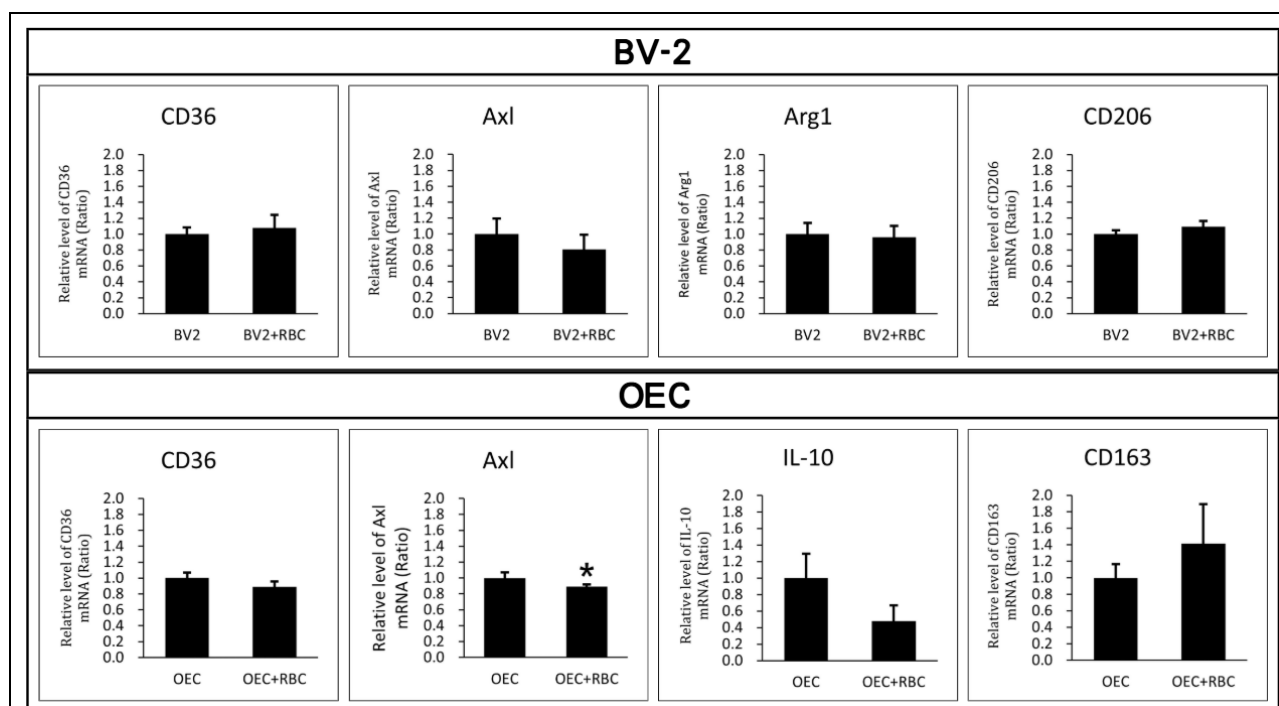 BV-2
CD36
Relative level of CD36
mRNA (Ratio)
2.0
1.8
1.6
1.4
1.2
1.0
0.8
0.6
0.4
0.2
0.0
BV2 BV2+RBC
Axl
Relative level of Axl
mRNA (Ratio)
2.0
1.8
1.6
1.4
1.2
1.0
0.8
0.6
0.4
0.2
0.0
BV2 BV2+RBC
Arg1
Relative level of Arg1
mRNA (Ratio)
2.0
1.8
1.6
1.4
1.2
1.0
0.8
0.6
0.4
0.2
0.0
BV2 BV2+RBC
CD206
Relative level of CD206
mRNA (Ratio)
2.0
1.8
1.6
1.4
1.2
1.0
0.8
0.6
0.4
0.2
0.0
BV2 BV2+RBC
OEC
CD36
Relative level of CD36
mRNA (Ratio)
2.0
1.8
1.6
1.4
1.2
1.0
0.8
0.6
0.4
0.2
0.0
OEC OEC+RBC
Axl
Relative level of Axl
mRNA (Ratio)
2.0
1.8
1.6
1.4
1.2
1.0
0.8
0.6
0.4
0.2
0.0
*
OEC OEC+RBC
IL-10
Relative level of IL-10
mRNA (Ratio)
2.0
1.8
1.6
1.4
1.2
1.0
0.8
0.6
0.4
0.2
0.0
OEC OEC+RBC
CD163
Relative level of CD163
mRNA (Ratio)
2.0
1.8
1.6
1.4
1.2
1.0
0.8
0.6
0.4
0.2
0.0
OEC OEC+RBC